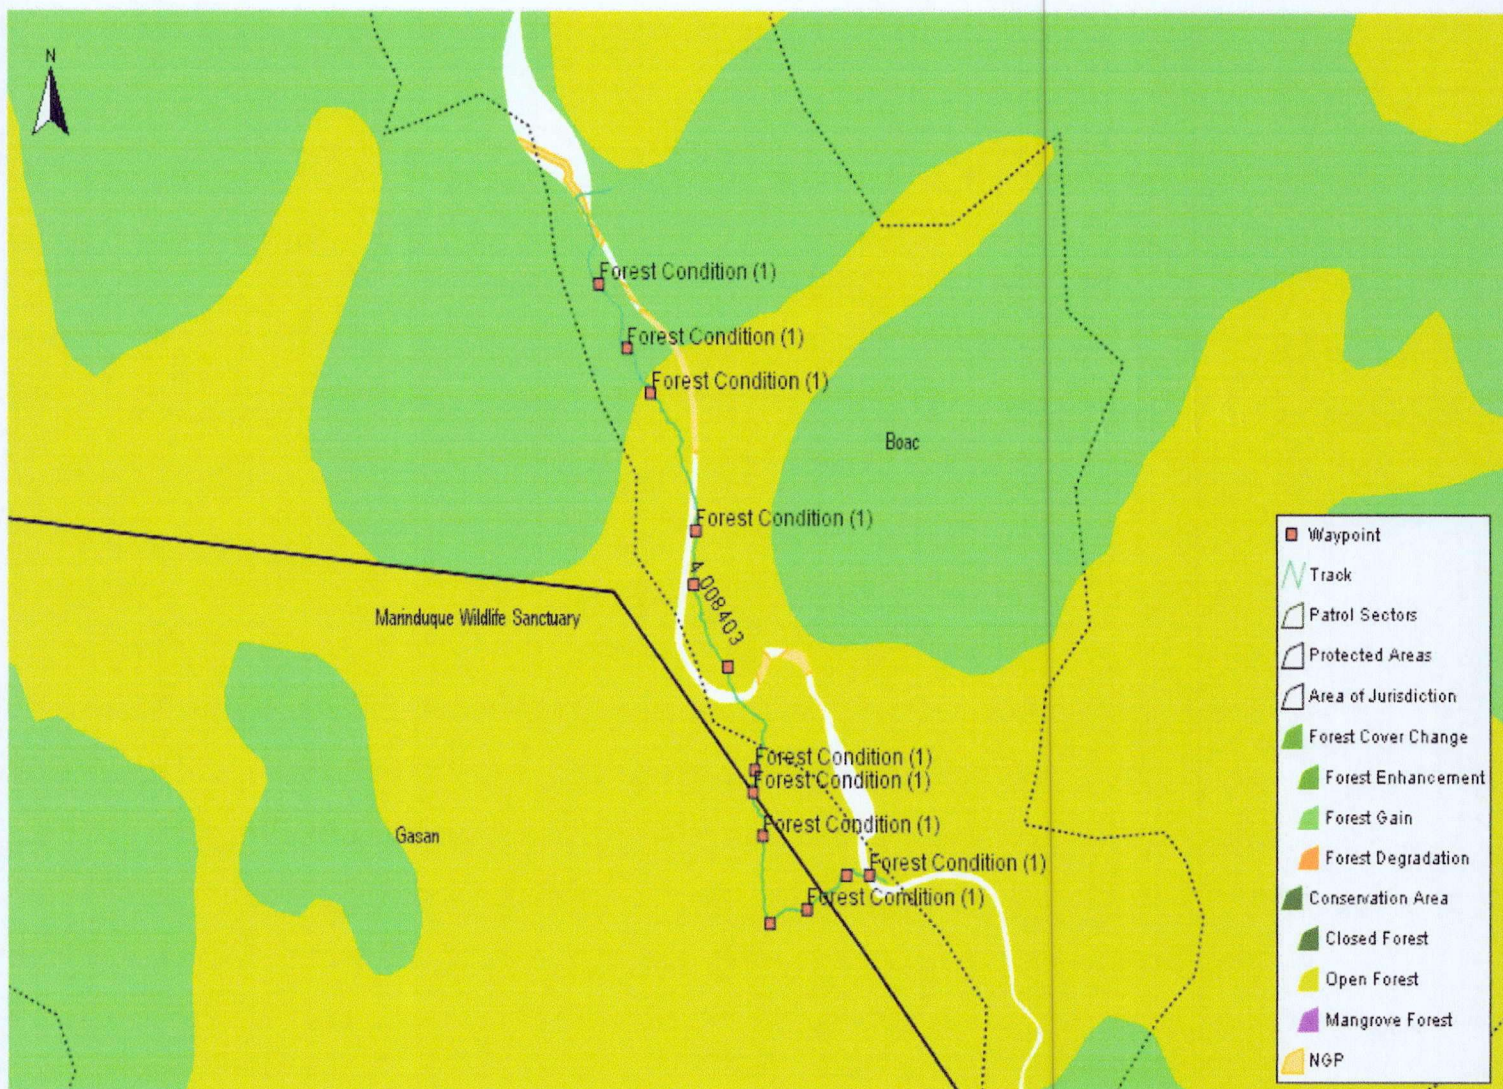 N
Forest Condition (1)
Forest Condition (1)
Forest Condition (1)
Boac
Forest Condition (1)
4.008403
Marinduque Wildlife Sanctuary
Forest Condition (1)
Forest Condition (1)
Forest Condition (1)
Gasan
Forest Condition (1)
Forest Condition (1)
Waypoint
Track
Patrol Sectors
Protected Areas
Area of Jurisdiction
Forest Cover Change
Forest Enhancement
Forest Gain
Forest Degradation
Conservation Area
Closed Forest
Open Forest
Mangrove Forest
NGP